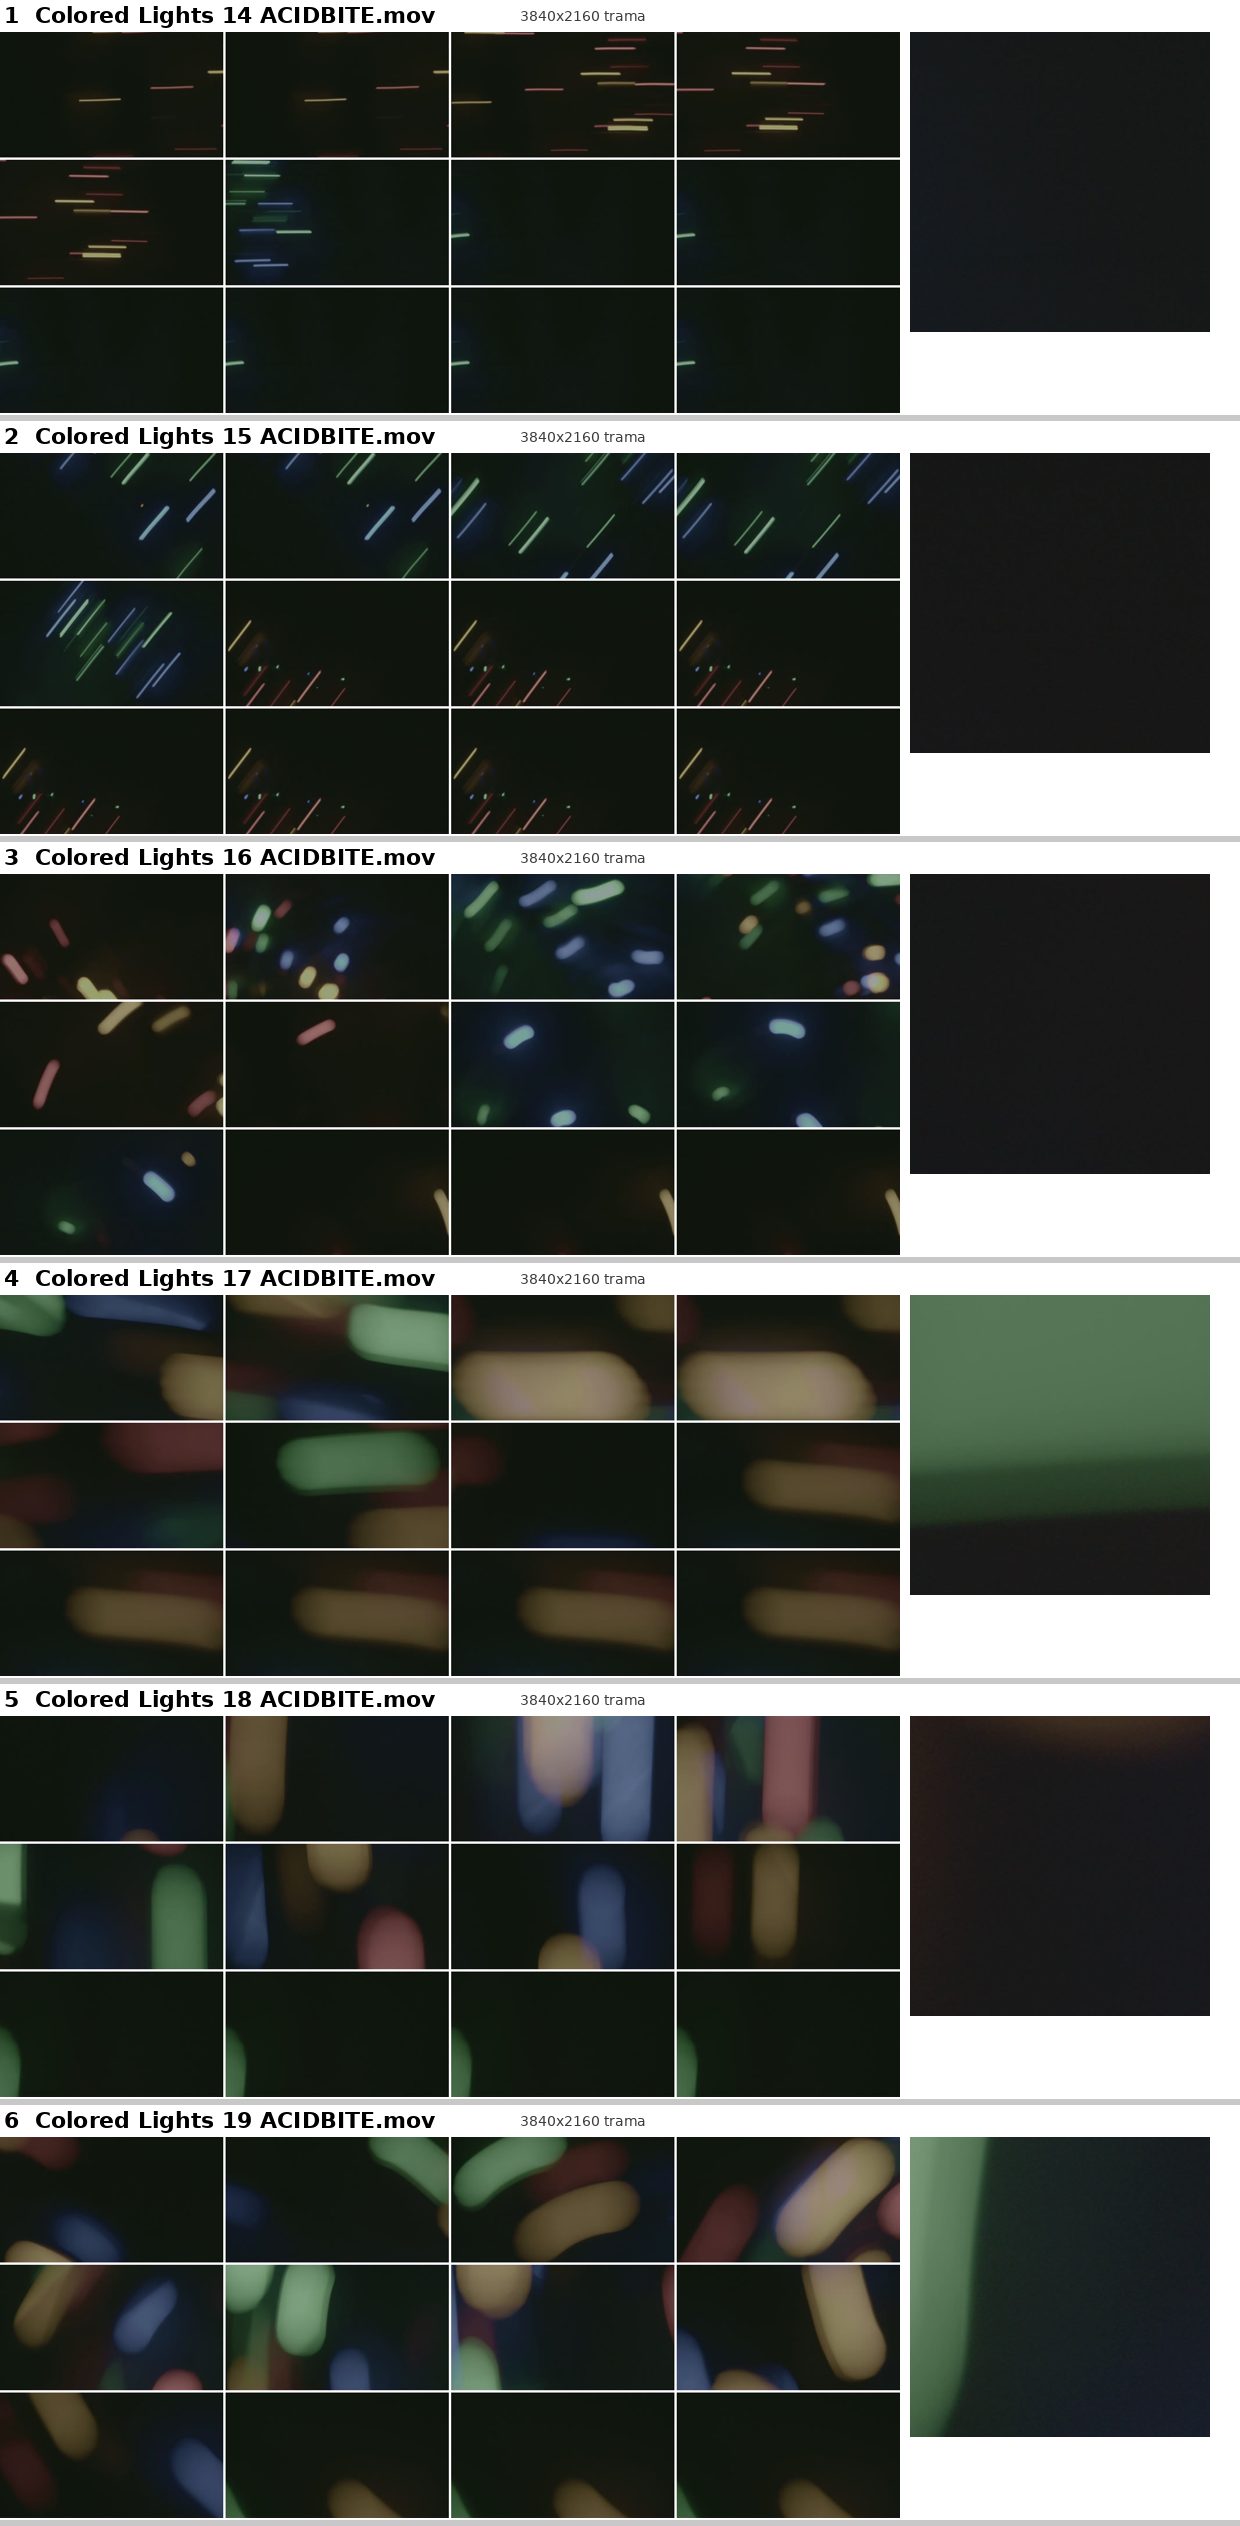 1 Colored Lights 14 ACIDBITE.mov 3840x2160 trama
2 Colored Lights 15 ACIDBITE.mov 3840x2160 trama
3 Colored Lights 16 ACIDBITE.mov 3840x2160 trama
4 Colored Lights 17 ACIDBITE.mov 3840x2160 trama
5 Colored Lights 18 ACIDBITE.mov 3840x2160 trama
6 Colored Lights 19 ACIDBITE.mov 3840x2160 trama